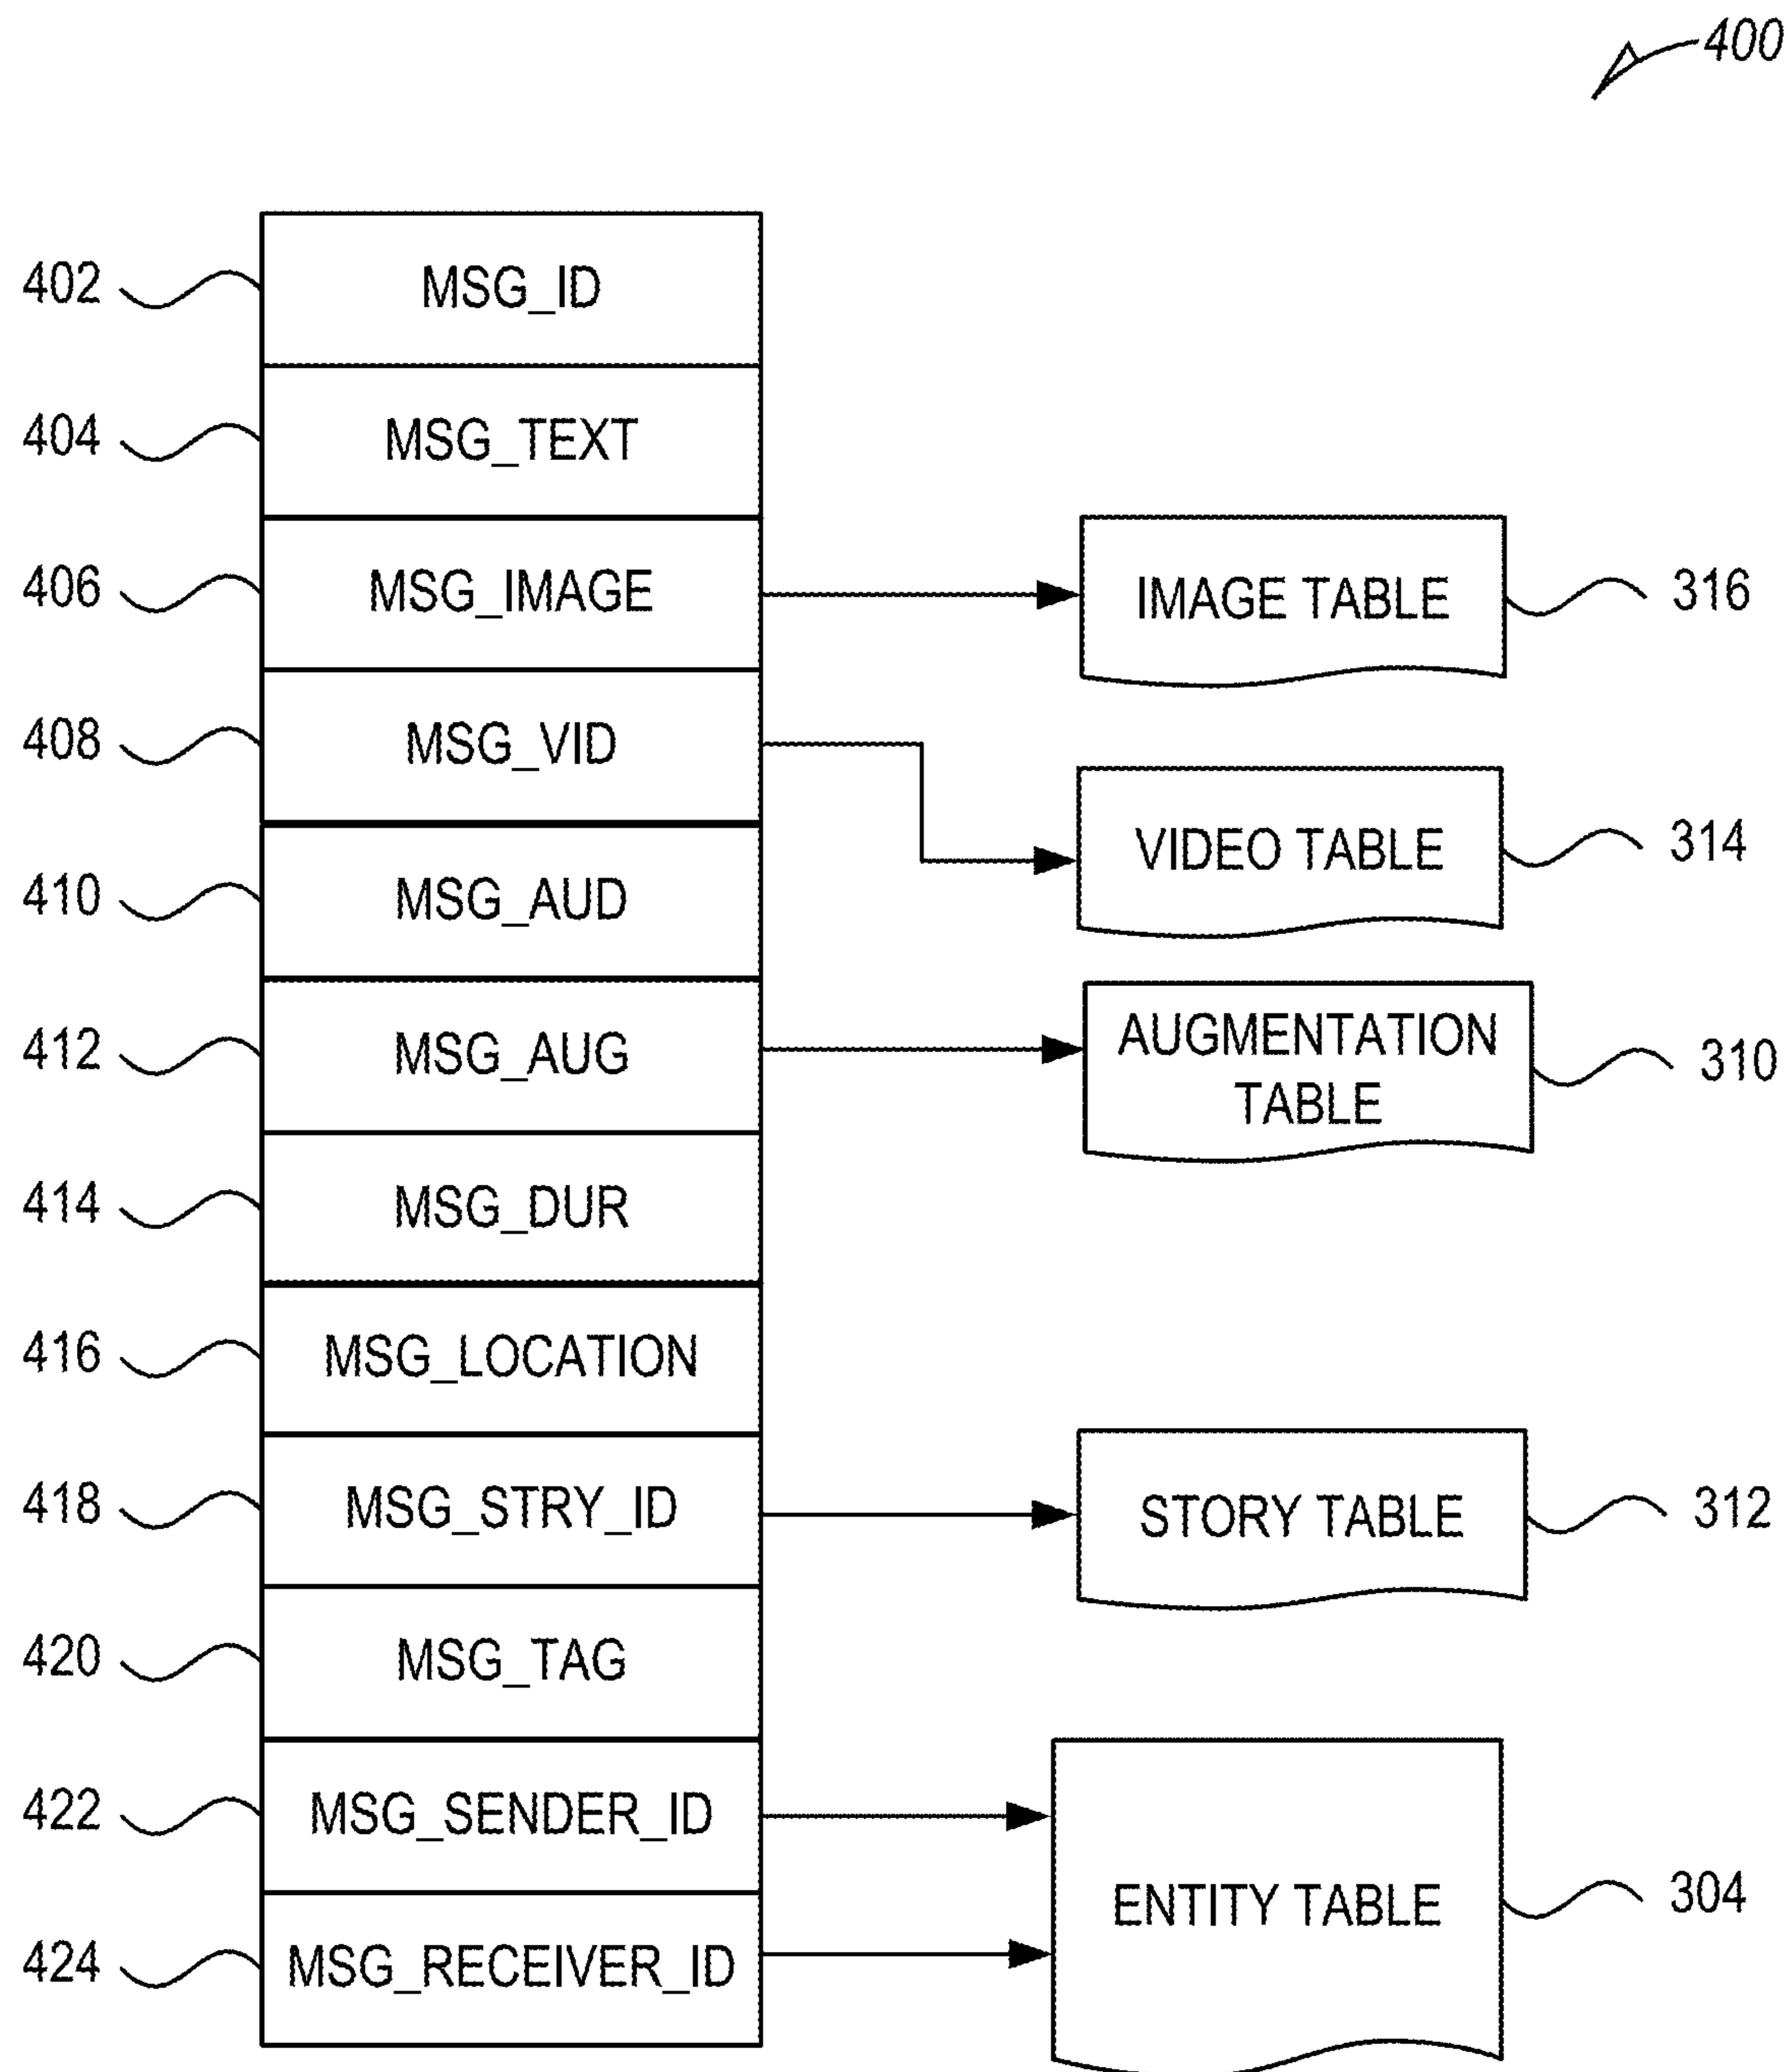 400
402 MSG_ID
404 MSG_TEXT
406 MSG_IMAGE IMAGE TABLE 316
408 MSG_VID VIDEO TABLE 314
410 MSG_AUD
412 MSG_AUG AUGMENTATION
TABLE 310
414 MSG_DUR
416 MSG_LOCATION
418 MSG_STRY_ID STORY TABLE 312
420 MSG_TAG
422 MSG_SENDER_ID
ENTITY TABLE 304
424 MSG_RECEIVER_ID